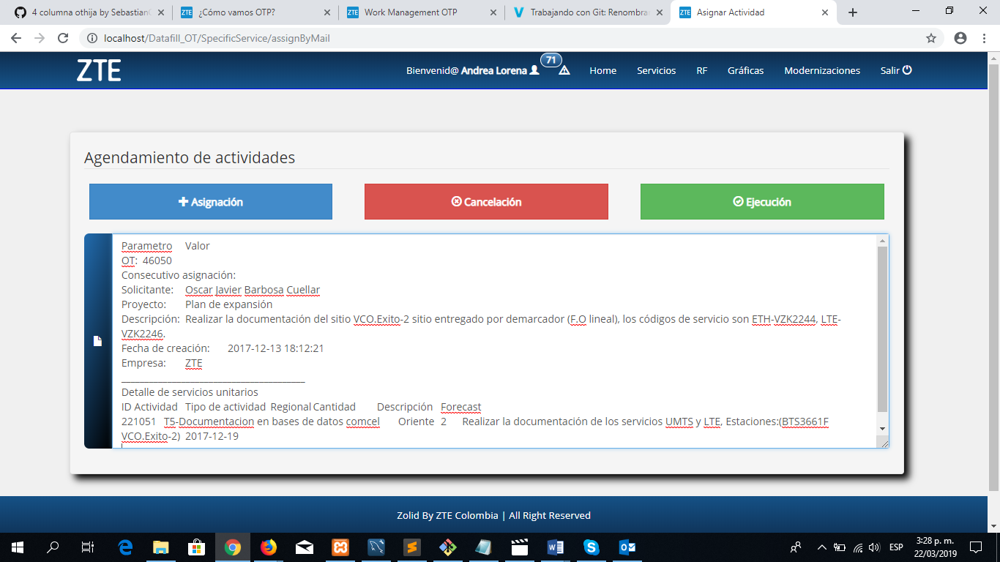 4 columna othija by Sebastian
¿Cómo vamos OTP?
Work Management OTP
Trabajando con Git: Renombra
Asignar Actividad
localhost/Datafill_OT/SpecificService/assignByMail
ZTE
Bienvenid@ Andrea Lorena
71
Home
Servicios
RF
Gráficas
Modernizaciones
Salir
Agendamiento de actividades
Asignación
Cancelación
Ejecución
Parametro Valor
OT: 46050
Consecutivo asignación:
Solicitante: Oscar Javier Barbosa Cuellar
Proyecto: Plan de expansión
Descripción: Realizar la documentación del sitio VCO.Exito-2 sitio entregado por demarcador (F.O lineal), los códigos de servicio son ETH-VZK2244, LTE-
VZK2246.
Fecha de creación: 2017-12-13 18:12:21
Empresa: ZTE
____________________________________
Detalle de servicios unitarios
ID Actividad Tipo de actividad Regional Cantidad Descripción Forecast
221051 T5-Documentacion en bases de datos comcel Oriente 2 Realizar la documentación de los servicios UMTS y LTE, Estaciones:(BTS3661F
VCO.Exito-2) 2017-12-19
Zolid By ZTE Colombia | All Right Reserved
ESP
3:28 p. m.
22/03/2019